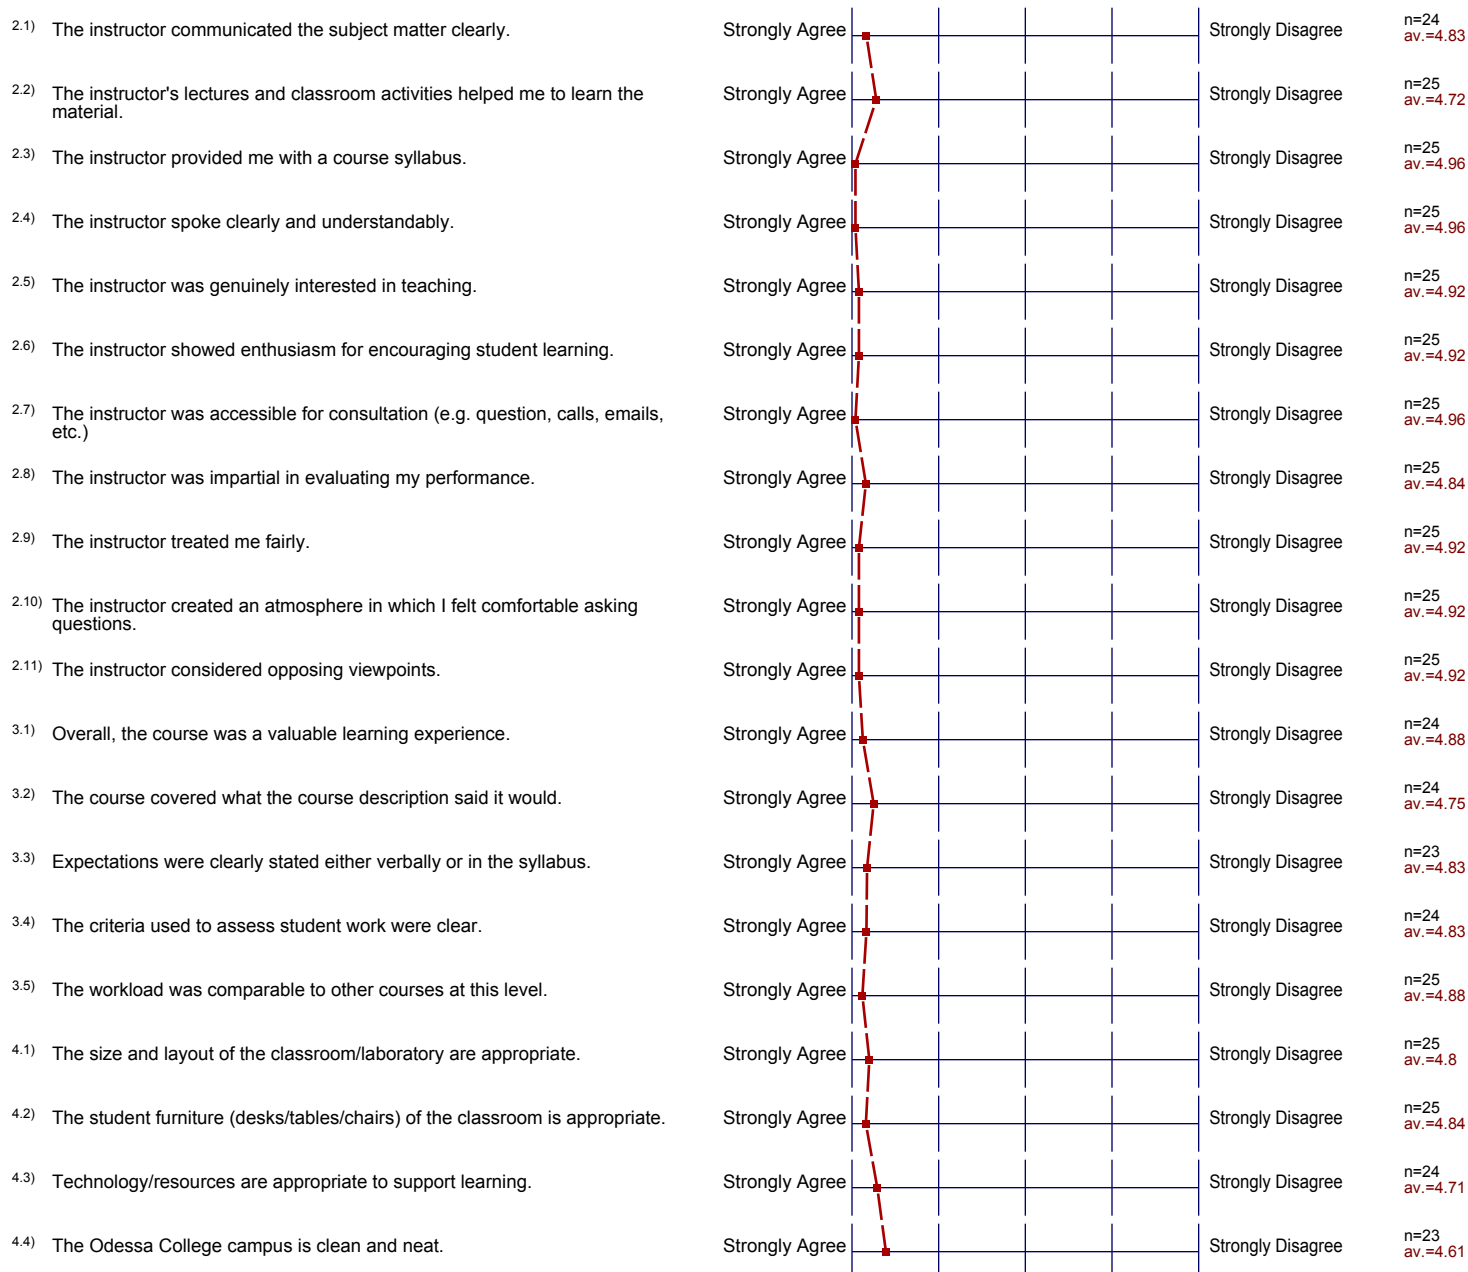 2.1) The instructor communicated the subject matter clearly. Strongly Agree Strongly Disagree n=24
av.=4.83
2.2) The instructor's lectures and classroom activities helped me to learn the Strongly Agree Strongly Disagree n=25
material. av.=4.72
2.3) The instructor provided me with a course syllabus. Strongly Agree Strongly Disagree n=25
av.=4.96
2.4) The instructor spoke clearly and understandably. Strongly Agree Strongly Disagree n=25
av.=4.96
2.5) The instructor was genuinely interested in teaching. Strongly Agree Strongly Disagree n=25
av.=4.92
2.6) The instructor showed enthusiasm for encouraging student learning. Strongly Agree Strongly Disagree n=25
av.=4.92
2.7) The instructor was accessible for consultation (e.g. question, calls, emails, Strongly Agree Strongly Disagree n=25
etc.) av.=4.96
2.8) The instructor was impartial in evaluating my performance. Strongly Agree Strongly Disagree n=25
av.=4.84
2.9) The instructor treated me fairly. Strongly Agree Strongly Disagree n=25
av.=4.92
2.10) The instructor created an atmosphere in which I felt comfortable asking Strongly Agree Strongly Disagree n=25
questions. av.=4.92
2.11) The instructor considered opposing viewpoints. Strongly Agree Strongly Disagree n=25
av.=4.92
3.1) Overall, the course was a valuable learning experience. Strongly Agree Strongly Disagree n=24
av.=4.88
3.2) The course covered what the course description said it would. Strongly Agree Strongly Disagree n=24
av.=4.75
3.3) Expectations were clearly stated either verbally or in the syllabus. Strongly Agree Strongly Disagree n=23
av.=4.83
3.4) The criteria used to assess student work were clear. Strongly Agree Strongly Disagree n=24
av.=4.83
3.5) The workload was comparable to other courses at this level. Strongly Agree Strongly Disagree n=25
av.=4.88
4.1) The size and layout of the classroom/laboratory are appropriate. Strongly Agree Strongly Disagree n=25
av.=4.8
4.2) The student furniture (desks/tables/chairs) of the classroom is appropriate. Strongly Agree Strongly Disagree n=25
av.=4.84
4.3) Technology/resources are appropriate to support learning. Strongly Agree Strongly Disagree n=24
av.=4.71
4.4) The Odessa College campus is clean and neat. Strongly Agree Strongly Disagree n=23
av.=4.61